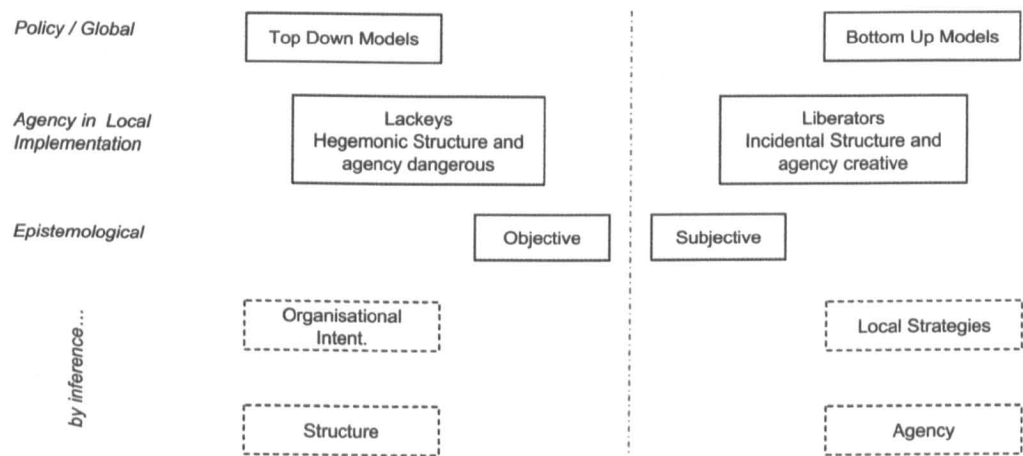 Policy / Global
Top Down Models
Bottom Up Models
Agency in Local
Implementation
Lackeys
Hegemonic Structure and
agency dangerous
Liberators
Incidental Structure and
agency creative
Epistemological
Objective
Subjective
by inference...
Organisational
Intent.
Local Strategies
Structure
Agency